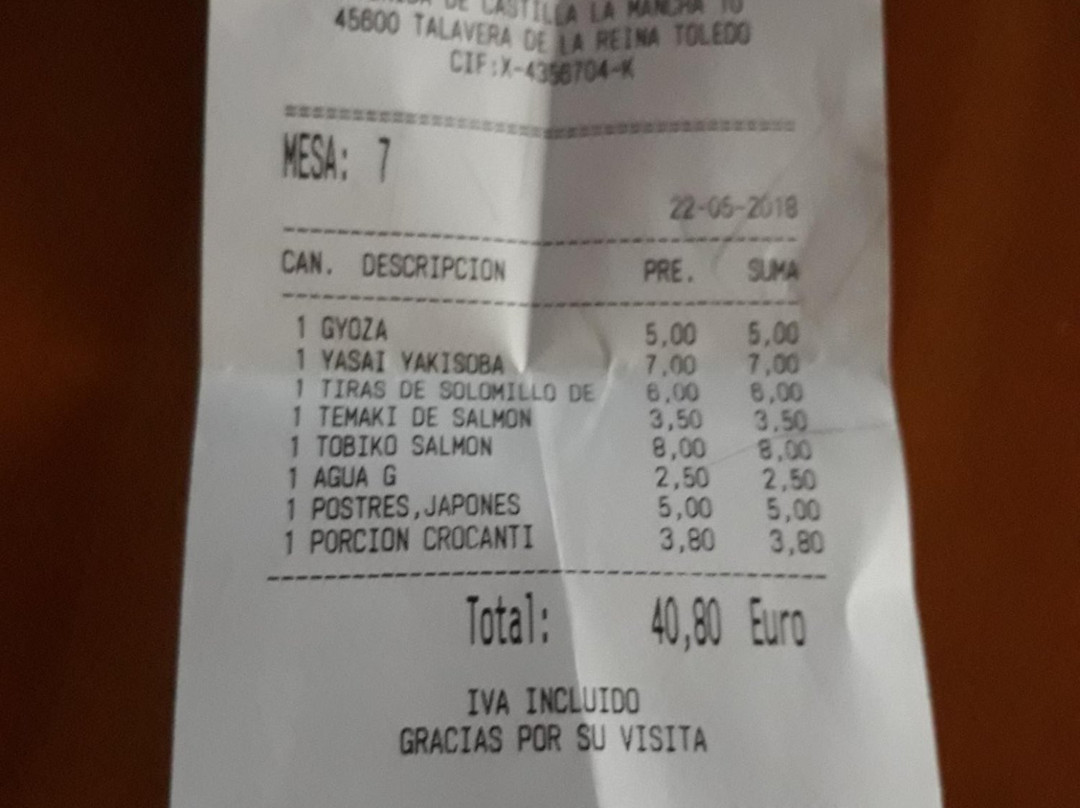 DE CASTILLA LA MANCHA
45600 TALAVERA DE LA REINA TOLEDO
CIF:X-4356704-K
MESA: 7
22-05-2018
CAN. DESCRIPCION PRE. SUMA
1 GYOZA 5,00 5,00
1 YASAI YAKISOBA 7,00 7,00
1 TIRAS DE SOLOMILLO DE 6,00 6,00
1 TEMAKI DE SALMON 3,50 3,50
1 TOBIKO SALMON 8,00 8,00
1 AGUA G 2,50 2,50
1 POSTRES,JAPONES 5,00 5,00
1 PORCION CROCANTI 3,80 3,80
Total: 40,80 Euro
IVA INCLUIDO
GRACIAS POR SU VISITA